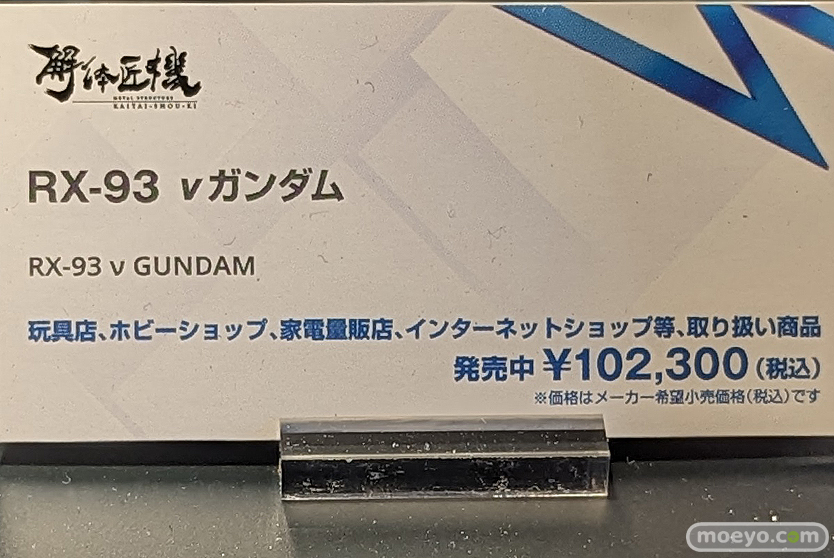 解体匠機
METAL STRUCTURE
KAITAI-SHOU-KI
RX-93 νガンダム
RX-93 ν GUNDAM
玩具店、ホビーショップ、家電量販店、インターネットショップ等、取り扱い商品
発売中 ¥102,300(税込)
※価格はメーカー希望小売価格(税込)です
moeyo.com